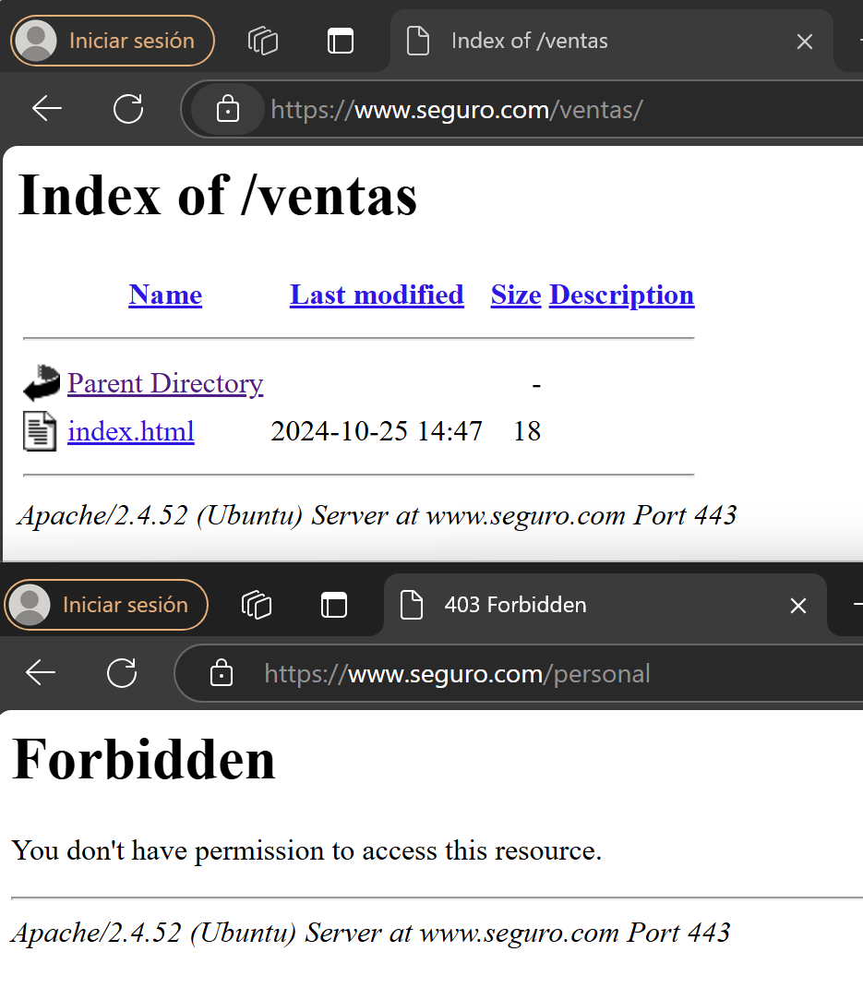 Iniciar sesión
Index of /ventas
https://www.seguro.com/ventas/
Index of /ventas
Name Last modified Size Description
Parent Directory -
index.html 2024-10-25 14:47 18
Apache/2.4.52 (Ubuntu) Server at www.seguro.com Port 443
Iniciar sesión
403 Forbidden
https://www.seguro.com/personal
Forbidden
You don't have permission to access this resource.
Apache/2.4.52 (Ubuntu) Server at www.seguro.com Port 443